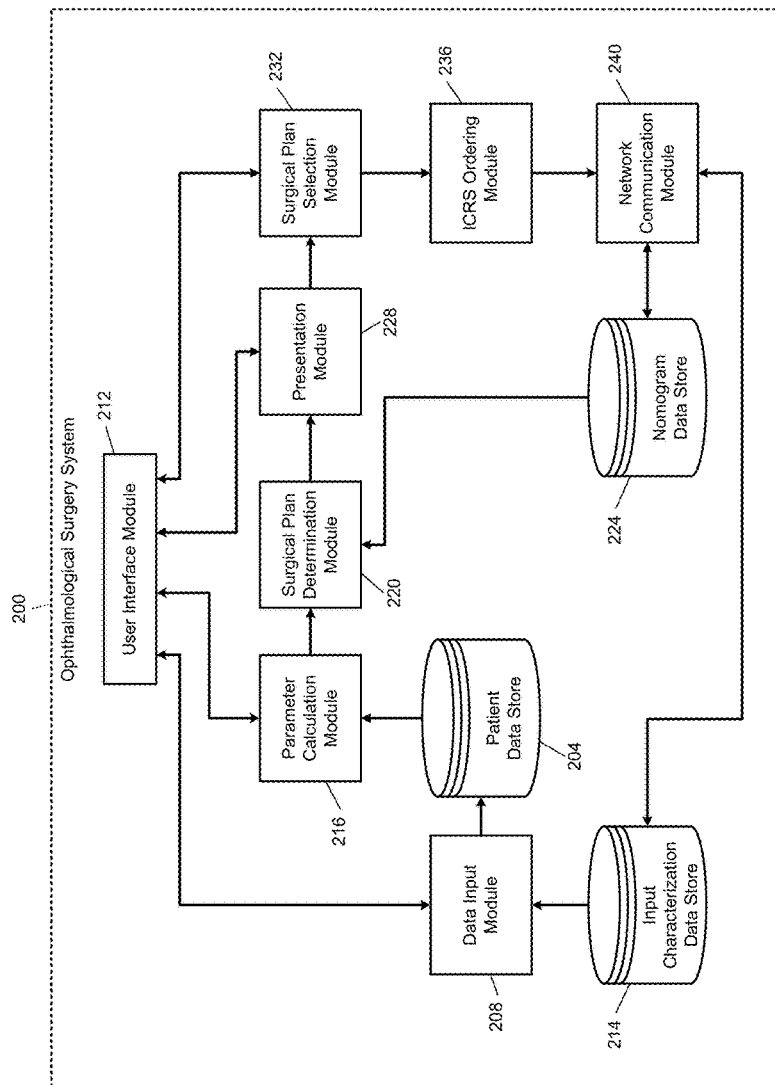 200
Ophthalmological Surgery System
212
User Interface Module
232
Surgical Plan
Selection
Module
Presentation
Module
228
Surgical Plan
Determination
Module
220
Parameter
Calculation
Module
216
236
ICRS Ordering
Module
Patient
Data Store
204
Data Input
Module
208
240
Network
Communication
Module
Nomogram
Data Store
224
Input
Characterization
Data Store
214